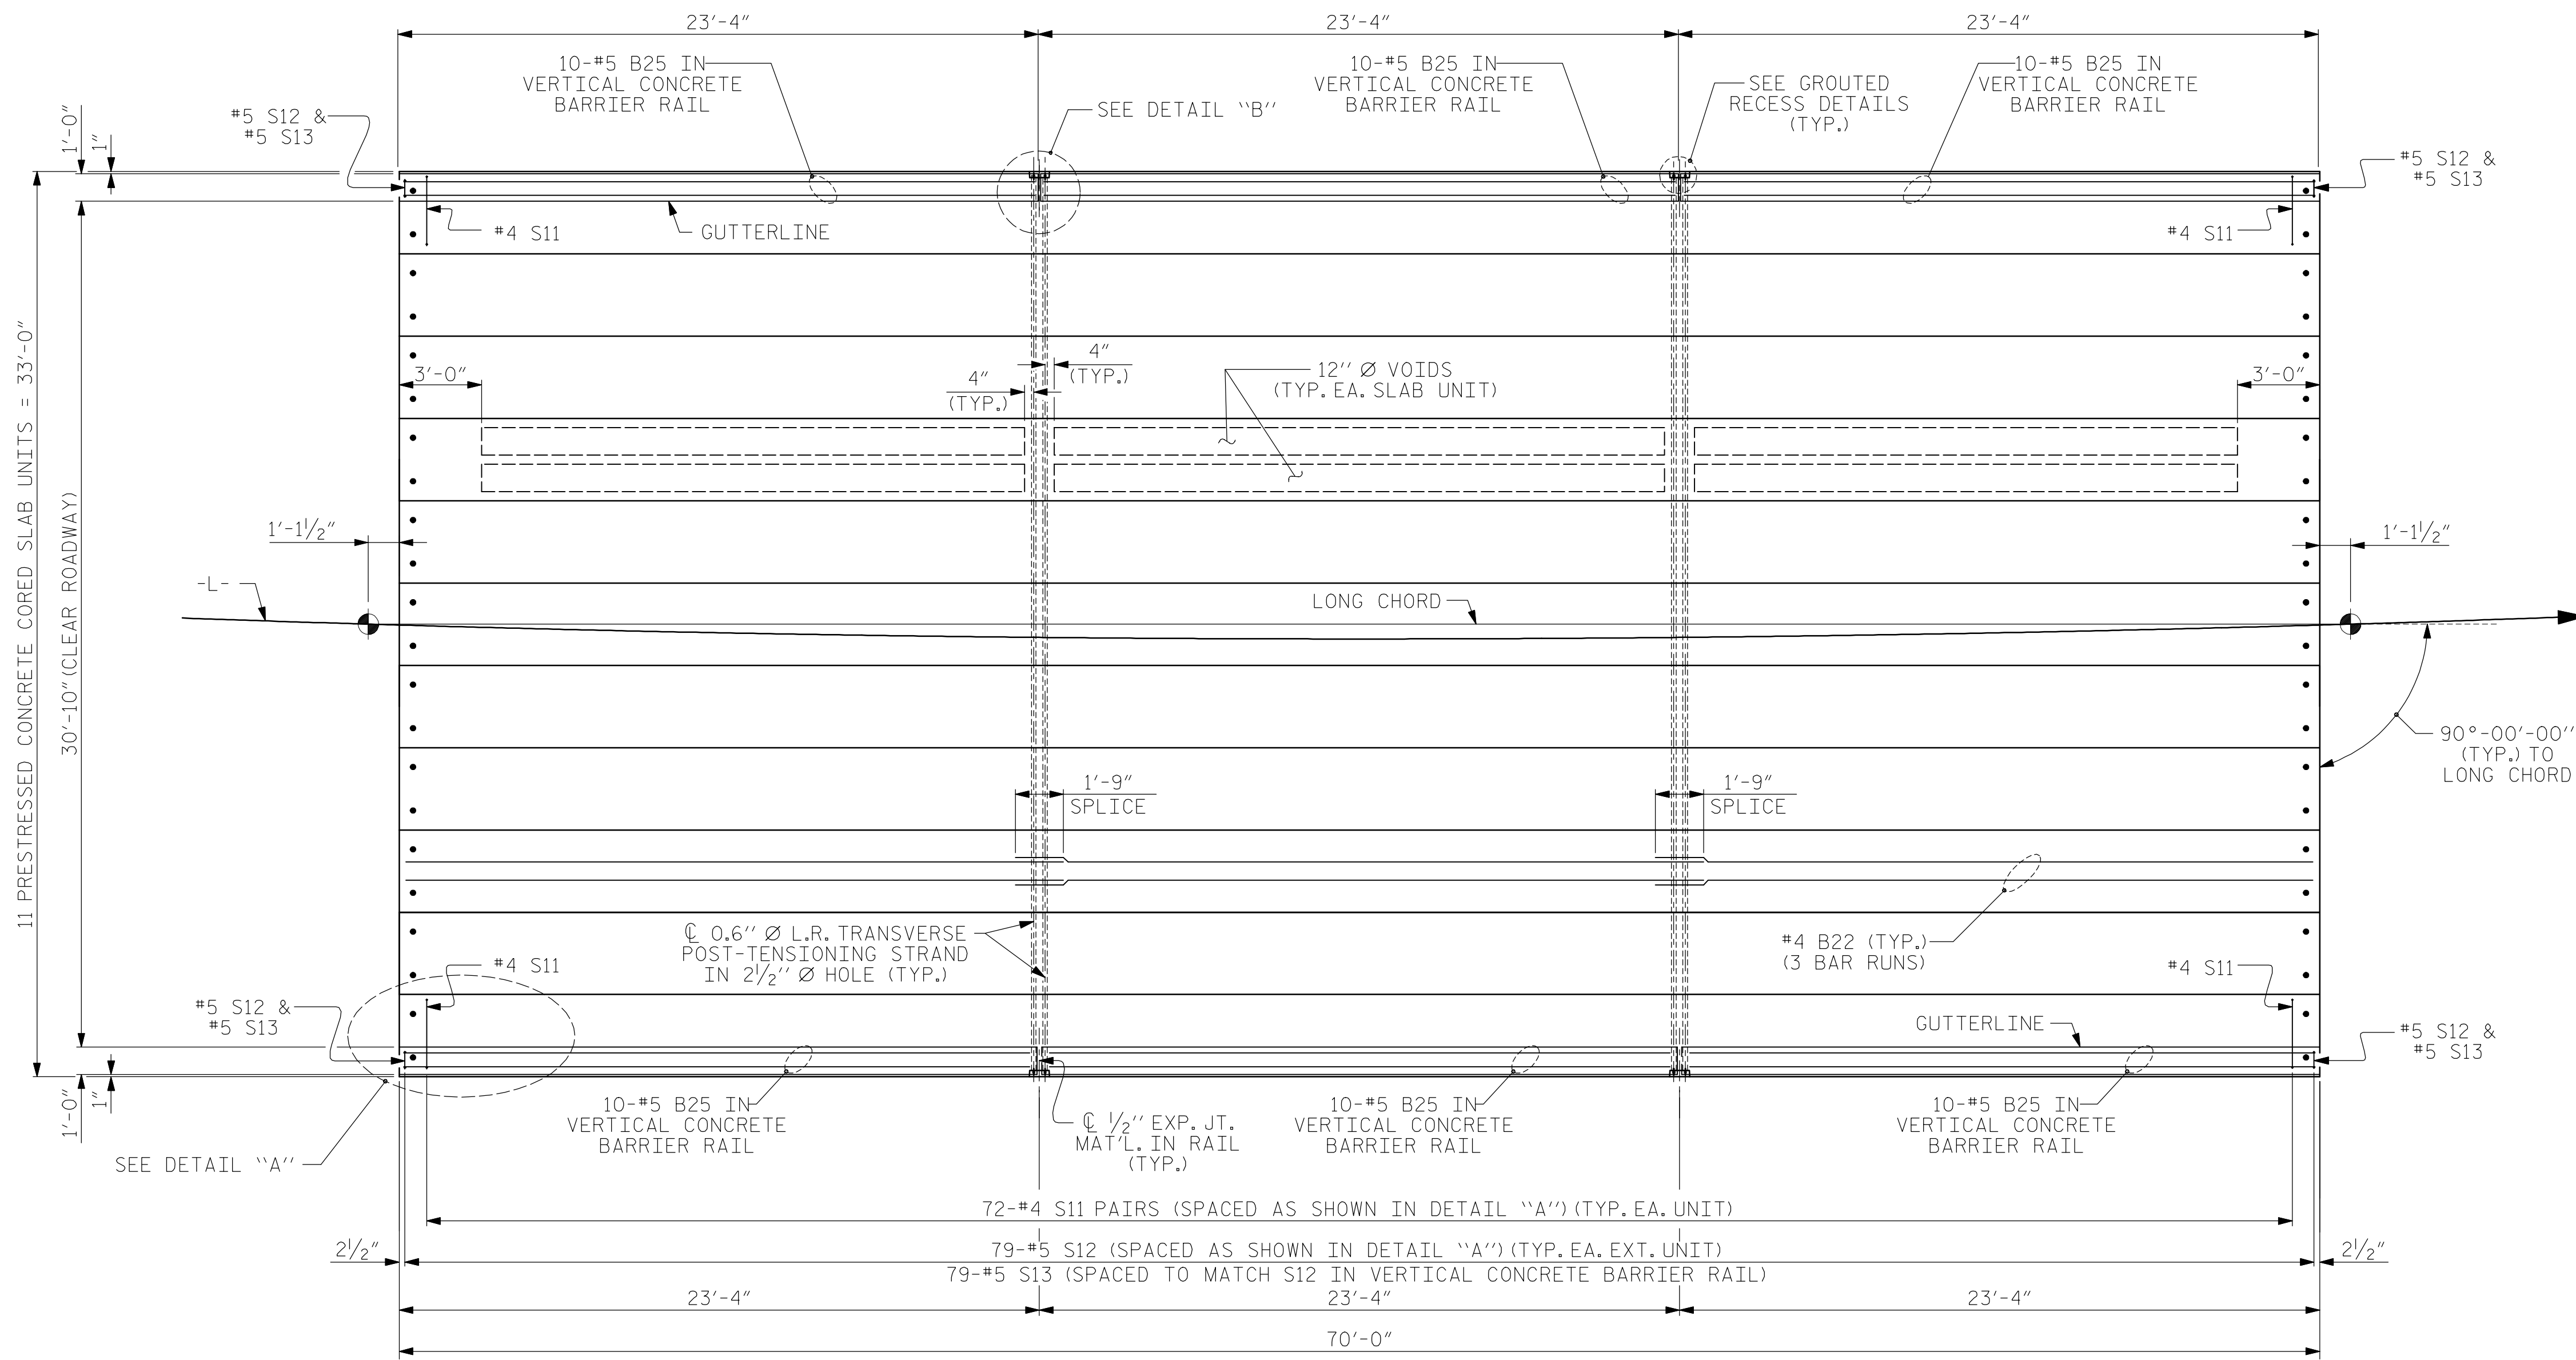 23'-4"
23'-4"
23'-4"
10-#5 B25 IN
VERTICAL CONCRETE
BARRIER RAIL
10-#5 B25 IN
VERTICAL CONCRETE
BARRIER RAIL
10-#5 B25 IN
VERTICAL CONCRETE
BARRIER RAIL
SEE GROUTED
RECESS DETAILS
(TYP.)
SEE DETAIL "B"
#5 S12 &
#5 S13
#5 S12 &
#5 S13
1'-0"
1"
#4 S11
GUTTERLINE
#4 S11
11 PRESTRESSED CONCRETE CORED SLAB UNITS = 33'-0"
30'-10" (CLEAR ROADWAY)
3'-0"
4"
(TYP.)
4"
(TYP.)
12" Ø VOIDS
(TYP. EA. SLAB UNIT)
3'-0"
1'-1½"
1'-1½"
-L-
LONG CHORD
90°-00'-00"
(TYP.) TO
LONG CHORD
1'-9"
SPLICE
1'-9"
SPLICE
℄ 0.6" Ø L.R. TRANSVERSE
POST-TENSIONING STRAND
IN 2½" Ø HOLE (TYP.)
#4 B22 (TYP.)
(3 BAR RUNS)
#4 S11
#4 S11
#5 S12 &
#5 S13
GUTTERLINE
#5 S12 &
#5 S13
1'-0"
1"
10-#5 B25 IN
VERTICAL CONCRETE
BARRIER RAIL
℄ ½" EXP. JT.
MAT'L. IN RAIL
(TYP.)
10-#5 B25 IN
VERTICAL CONCRETE
BARRIER RAIL
10-#5 B25 IN
VERTICAL CONCRETE
BARRIER RAIL
SEE DETAIL "A"
72-#4 S11 PAIRS (SPACED AS SHOWN IN DETAIL "A") (TYP. EA. UNIT)
2½"
79-#5 S12 (SPACED AS SHOWN IN DETAIL "A") (TYP. EA. EXT. UNIT)
2½"
79-#5 S13 (SPACED TO MATCH S12 IN VERTICAL CONCRETE BARRIER RAIL)
23'-4"
23'-4"
23'-4"
70'-0"